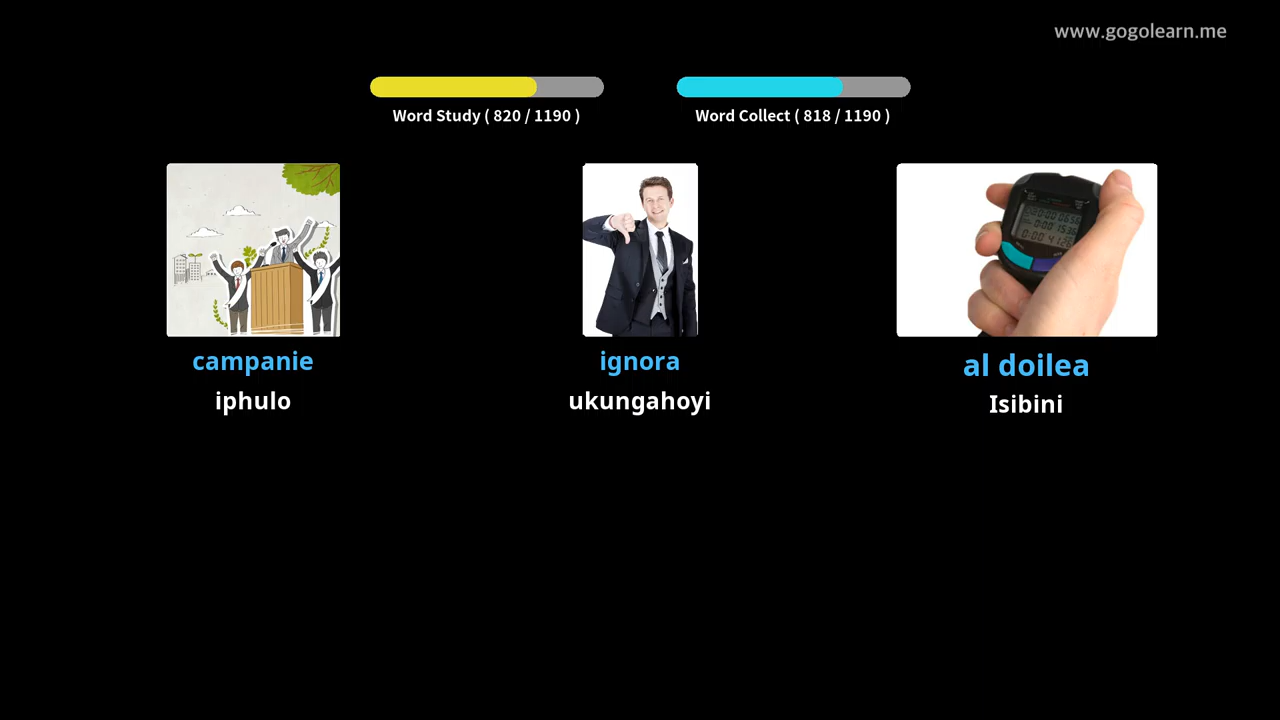 www.gogolearn.me
Word Study ( 820 / 1190 )
Word Collect ( 818 / 1190 )
campanie
iphulo
ignora
ukungahoyi
al doilea
Isibini